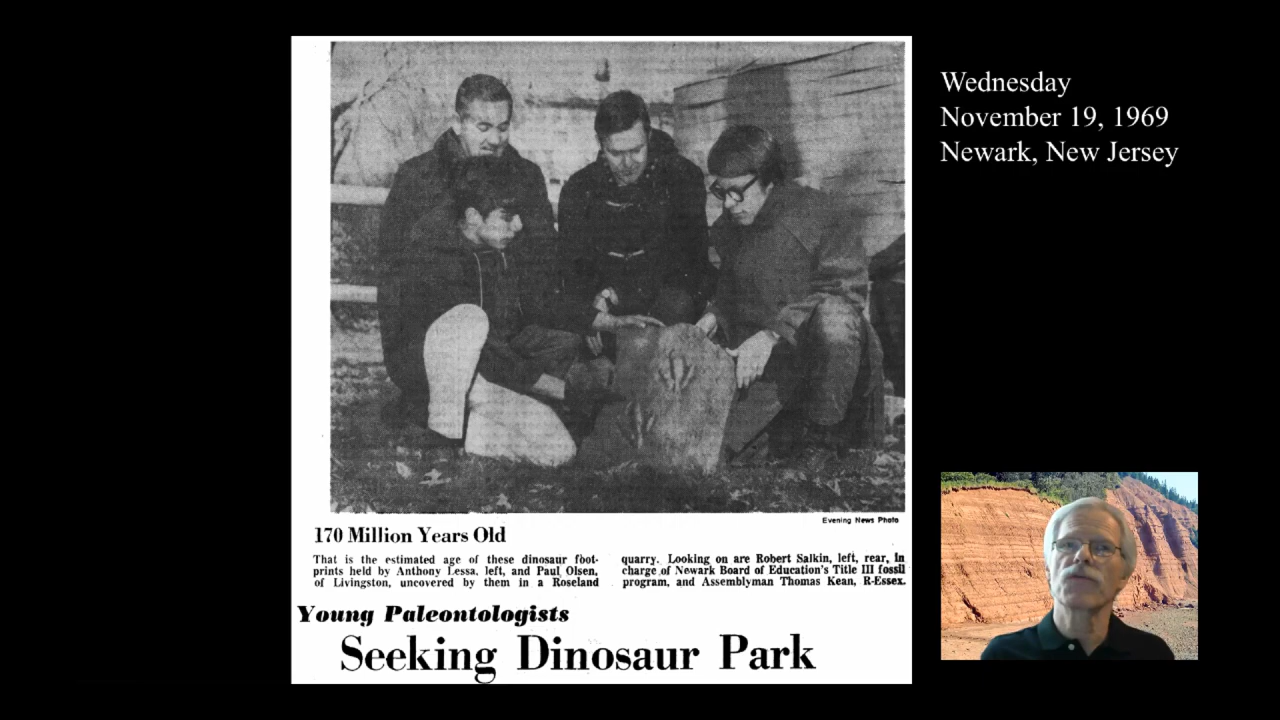 Wednesday
November 19, 1969
Newark, New Jersey
Evening News Photo
170 Million Years Old
That is the estimated age of these dinosaur foot-
prints held by Anthony Lessa, left, and Paul Olsen,
of Livingston, uncovered by them in a Roseland
quarry. Looking on are Robert Salkin, left, rear, in
charge of Newark Board of Education's Title III fossil
program, and Assemblyman Thomas Kean, R-Essex.
Young Paleontologists
Seeking Dinosaur Park